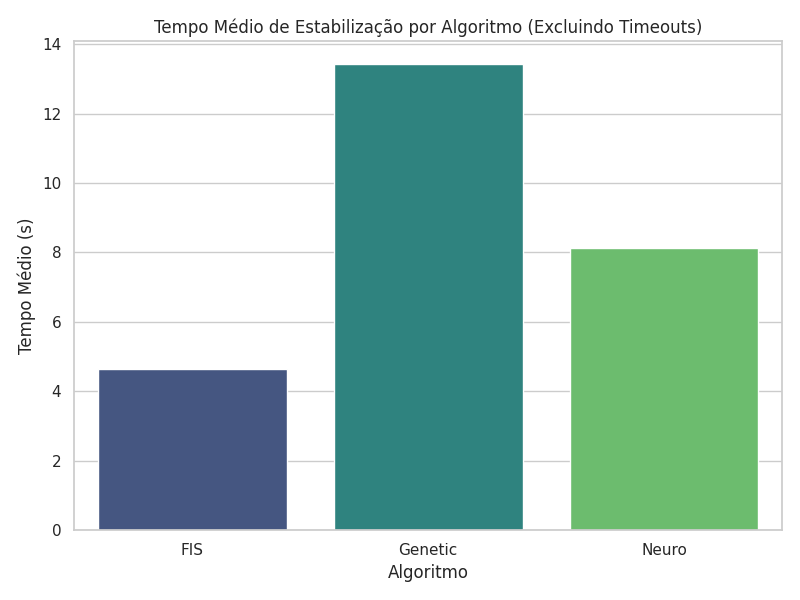 Tempo Médio de Estabilização por Algoritmo (Excluindo Timeouts)
14
12
10
8
6
4
2
0
Tempo Médio (s)
FIS
Genetic
Neuro
Algoritmo